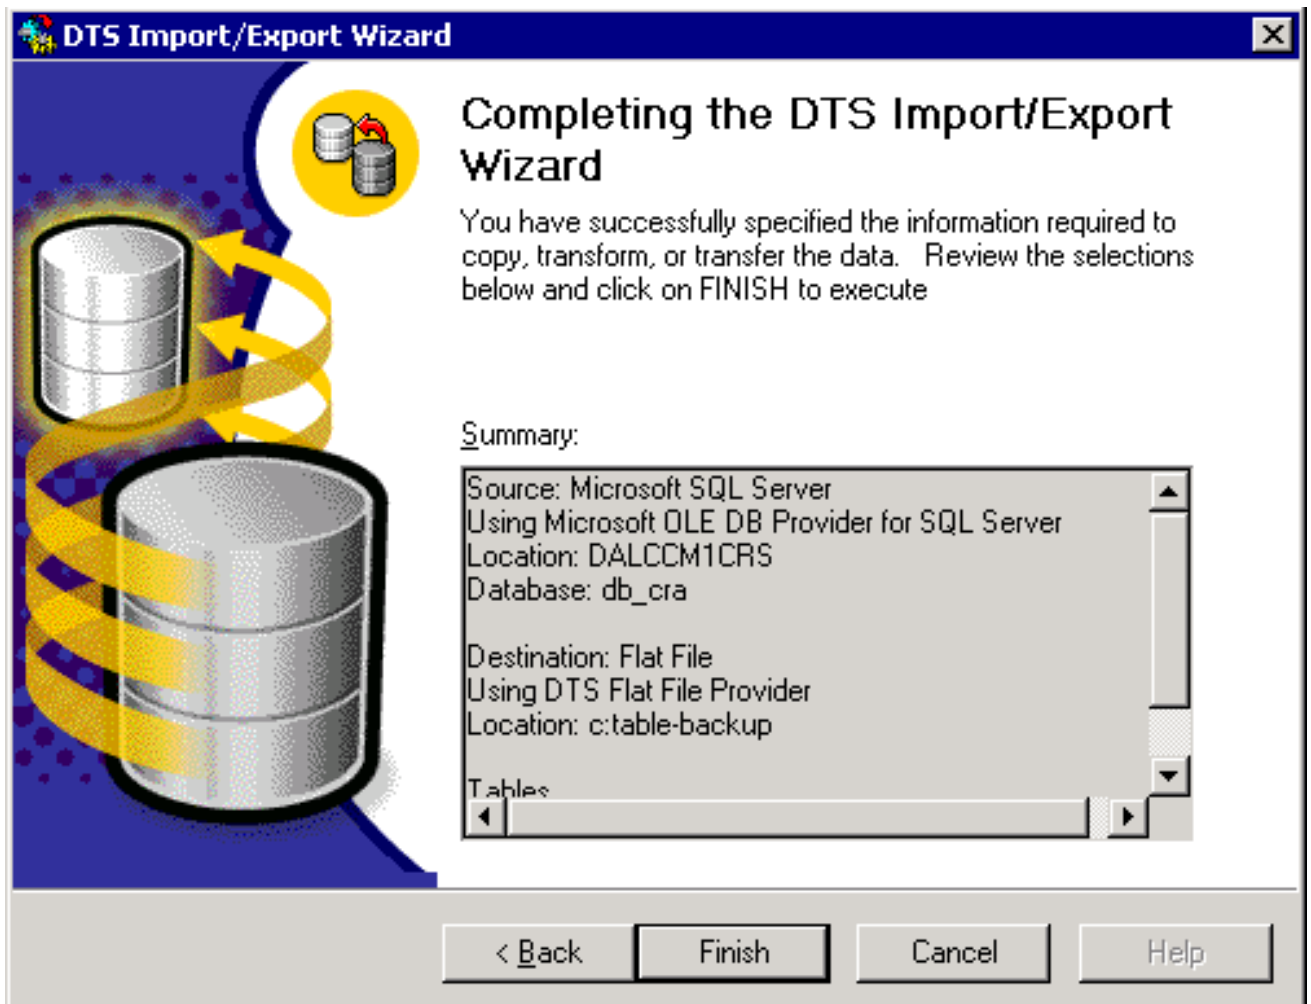 DTS Import/Export Wizard
Completing the DTS Import/Export
Wizard
You have successfully specified the information required to
copy, transform, or transfer the data.   Review the selections
below and click on FINISH to execute
Summary:
Source: Microsoft SQL Server
Using Microsoft OLE DB Provider for SQL Server
Location: DALCCM1CRS
Database: db_cra
Destination: Flat File
Using DTS Flat File Provider
Location: c:table-backup
Tables
< Back
Finish
Cancel
Help